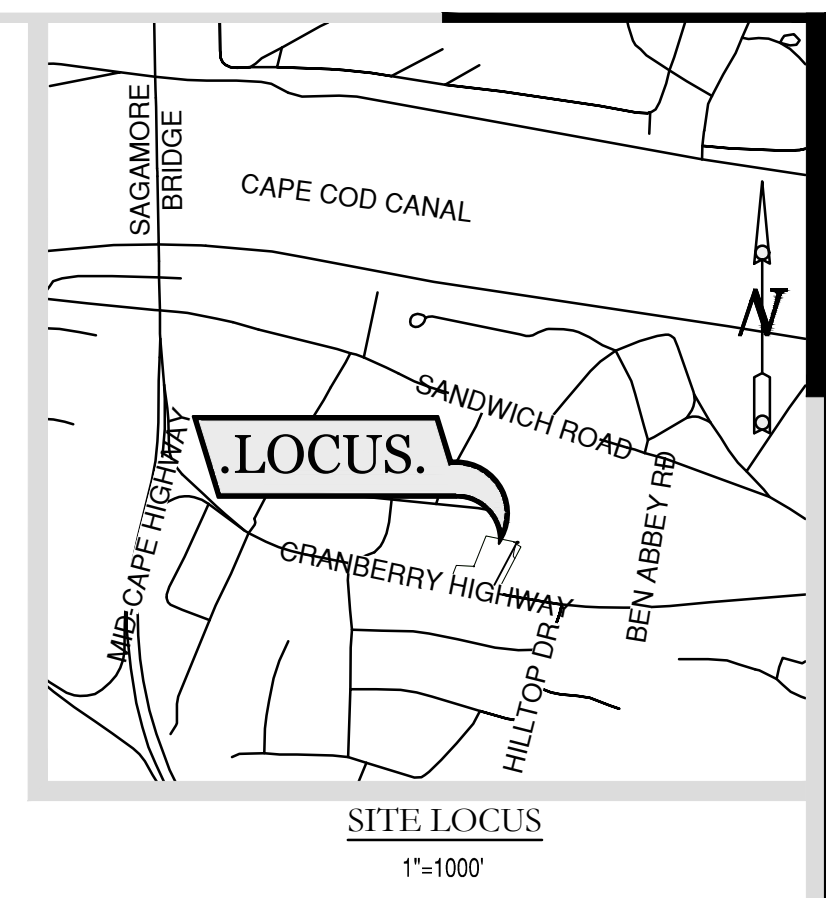 SAGAMORE
BRIDGE
CAPE COD CANAL
N
SANDWICH ROAD
.LOCUS.
MID-CAPE HIGHWAY
CRANBERRY HIGHWAY
BEN ABBEY RD
HILLTOP DR.
SITE LOCUS
1"=1000'